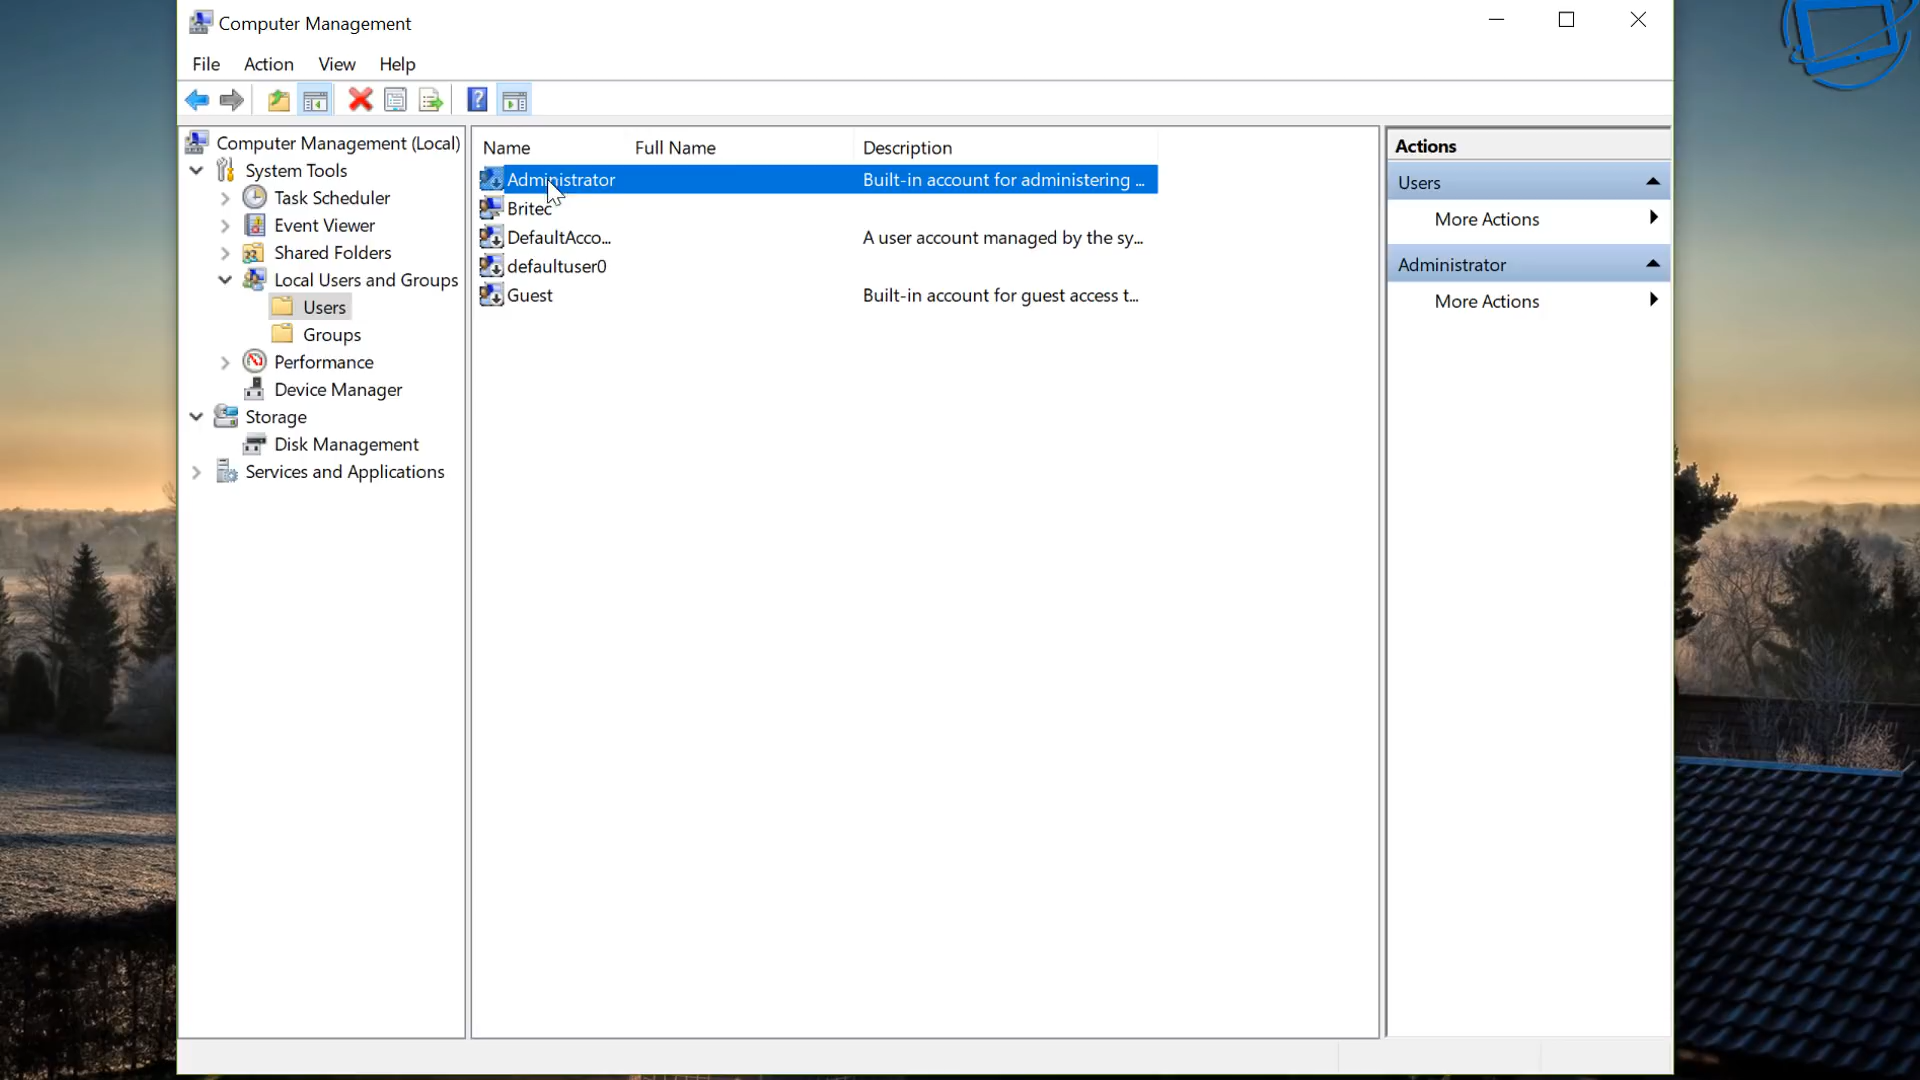 Computer Management
File Action View Help
Computer Management (Local)
System Tools
Task Scheduler
Event Viewer
Shared Folders
Local Users and Groups
Users
Groups
Performance
Device Manager
Storage
Disk Management
Services and Applications
Name Full Name Description
Administrator Built-in account for administering ...
Britec
DefaultAcco... A user account managed by the sy...
defaultuser0
Guest Built-in account for guest access t...
Actions
Users
More Actions
Administrator
More Actions